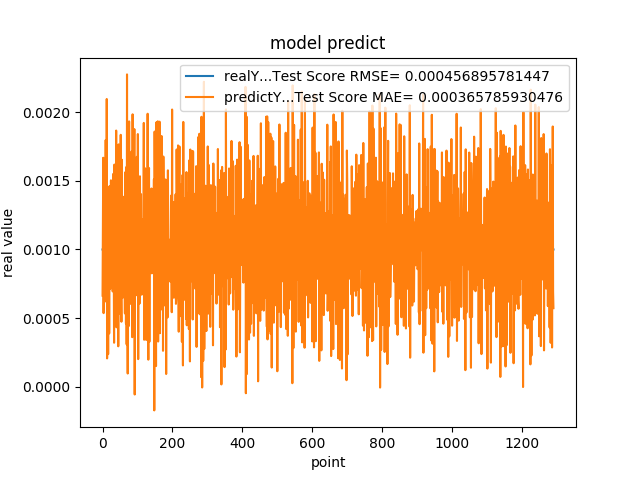 model predict
realY...Test Score RMSE= 0.000456895781447
predictY...Test Score MAE= 0.000365785930476
real value
0.0020
0.0015
0.0010
0.0005
0.0000
0 200 400 600 800 1000 1200
point